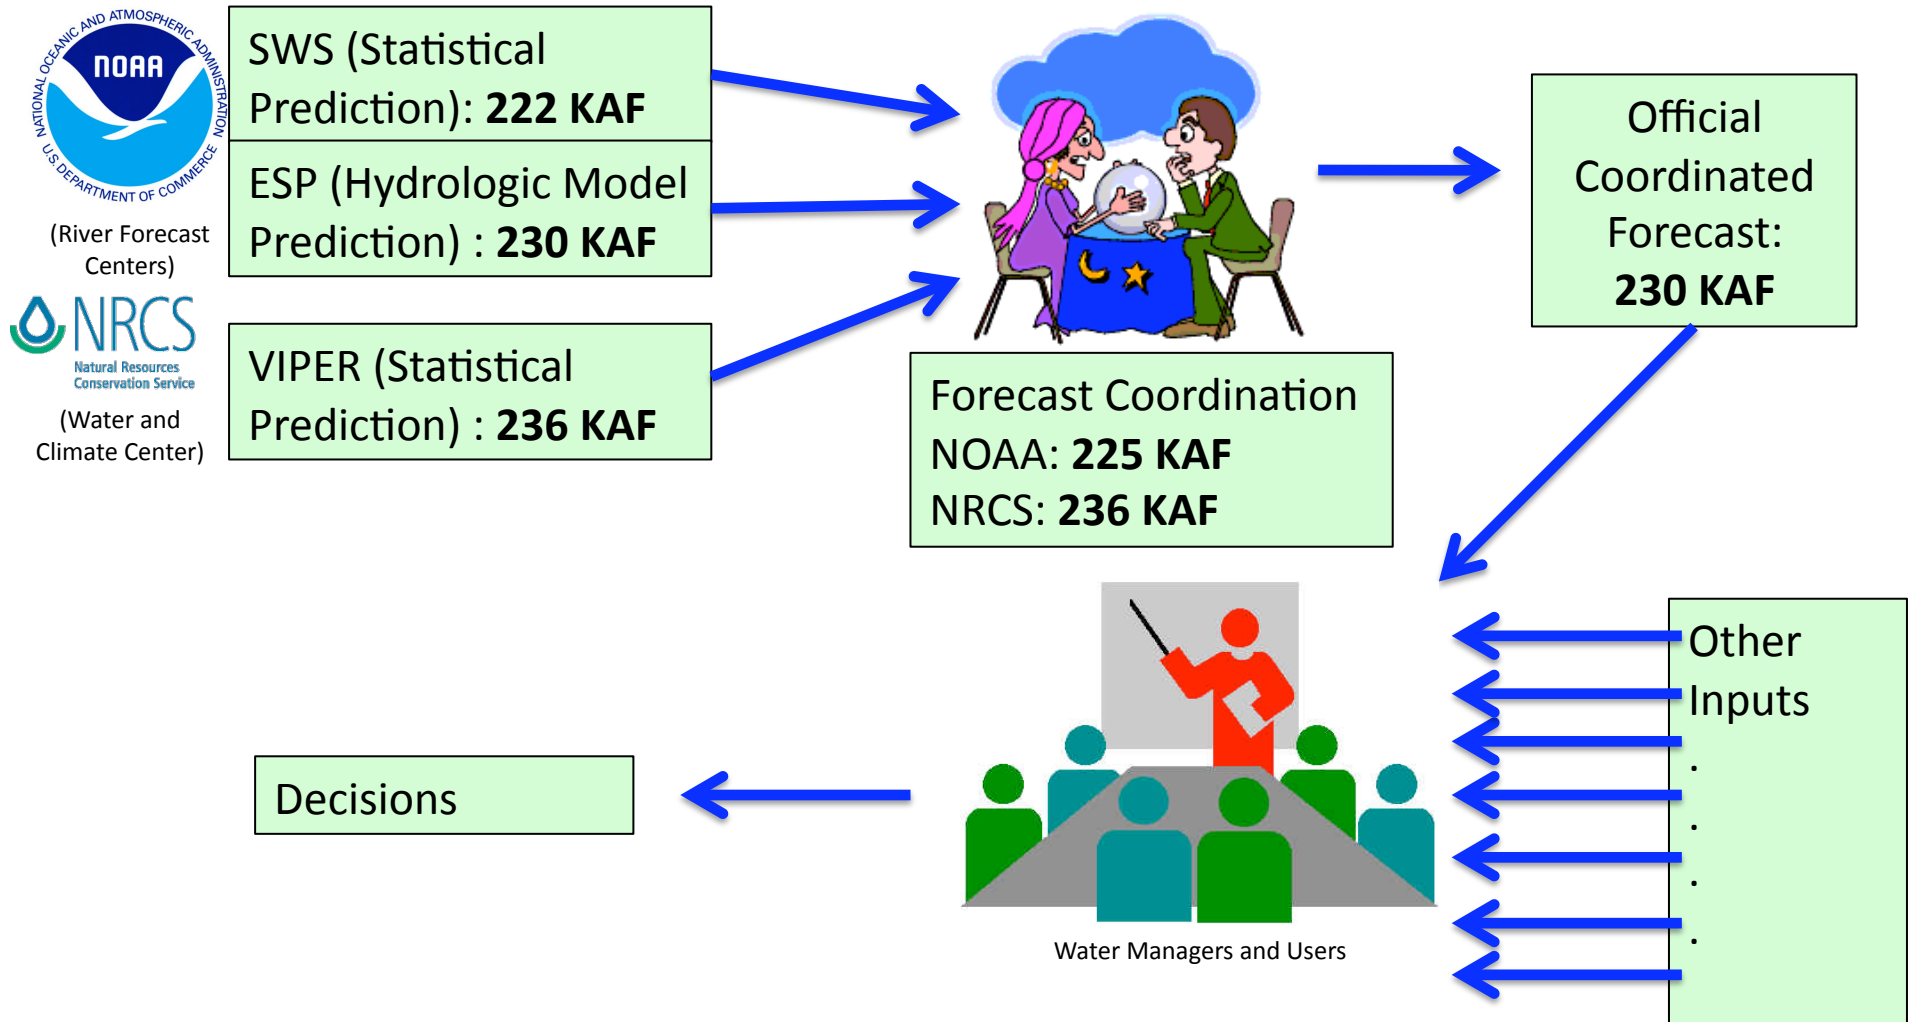 NATIONAL OCEANIC AND ATMOSPHERIC ADMINISTRATION
U.S. DEPARTMENT OF COMMERCE
NOAA
(River Forecast
Centers)
NRCS
Natural Resources
Conservation Service
(Water and
Climate Center)
SWS (Statistical
Prediction): 222 KAF
ESP (Hydrologic Model
Prediction) : 230 KAF
VIPER (Statistical
Prediction) : 236 KAF
Forecast Coordination
NOAA: 225 KAF
NRCS: 236 KAF
Official
Coordinated
Forecast:
230 KAF
Other
Inputs
.
.
.
.
Water Managers and Users
Decisions